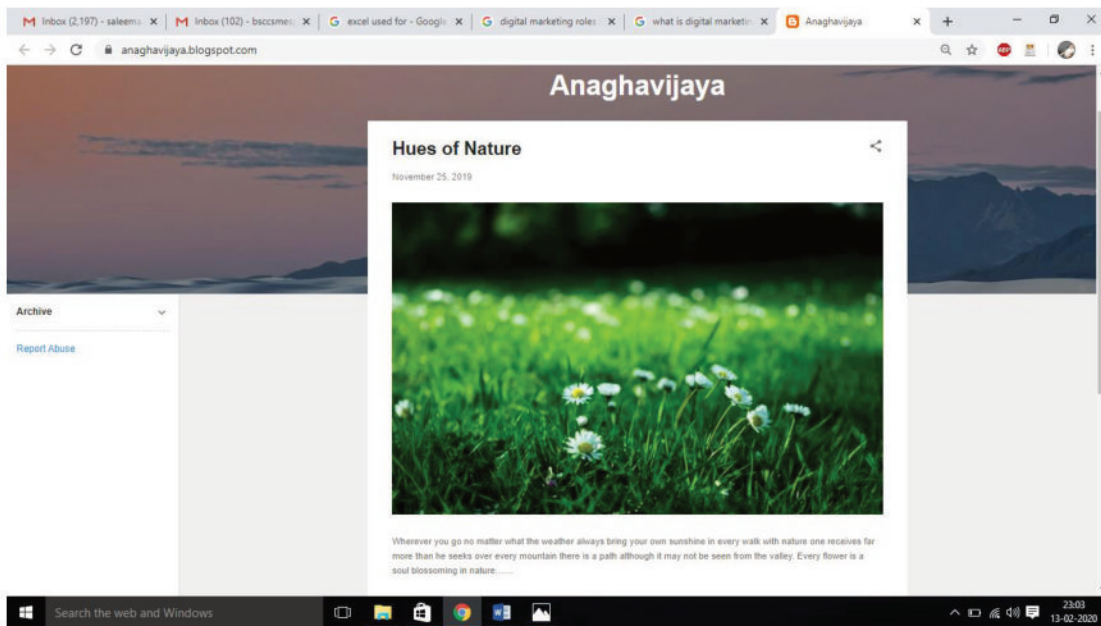 Inbox (2,197) - saleema
Inbox (102) - bsccsmes
excel used for - Google
digital marketing roles
what is digital marketin
Anaghavijaya
anaghavijaya.blogspot.com
ABP
Anaghavijaya
Hues of Nature
November 25, 2019
Archive
Report Abuse
Wherever you go no matter what the weather always bring your own sunshine in every walk with nature one receives far
more than he seeks over every mountain there is a path although it may not be seen from the valley. Every flower is a
soul blossoming in nature......
Search the web and Windows
23:03
13-02-2020